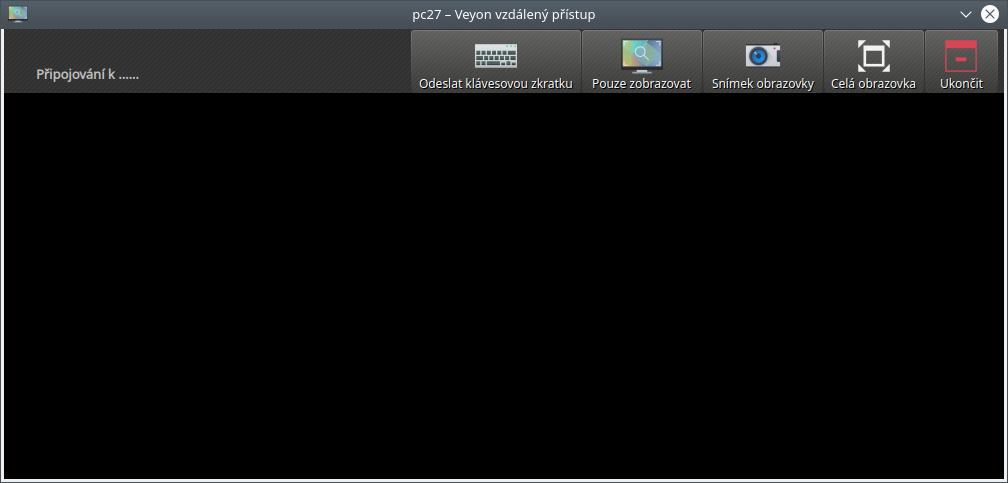 pc27 – Veyon vzdálený přístup
Připojování k ......
Odeslat klávesovou zkratku
Pouze zobrazovat
Snímek obrazovky
Celá obrazovka
Ukončit